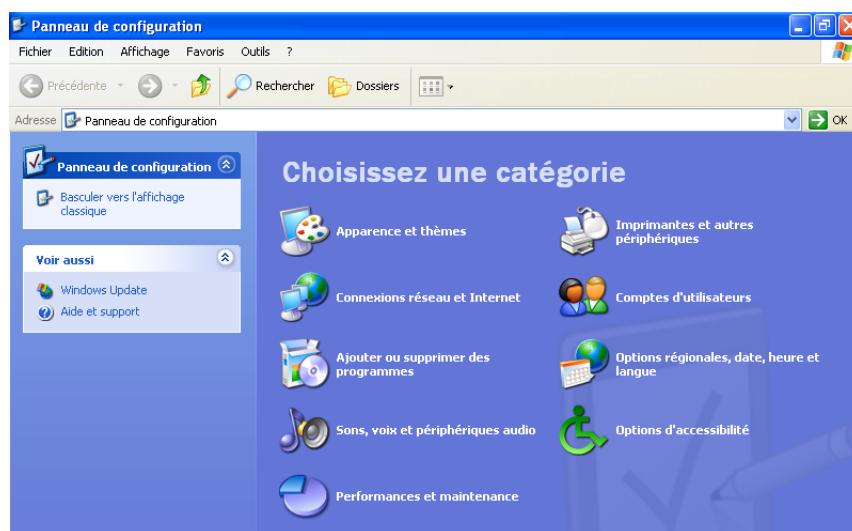 Panneau de configuration
Fichier Edition Affichage Favoris Outils ?
Précédente Rechercher Dossiers
Adresse Panneau de configuration OK
Panneau de configuration
Basculer vers l'affichage
classique
Voir aussi
Windows Update
Aide et support
Choisissez une catégorie
Apparence et thèmes
Imprimantes et autres
périphériques
Connexions réseau et Internet
Comptes d'utilisateurs
Ajouter ou supprimer des
programmes
Options régionales, date, heure et
langue
Sons, voix et périphériques audio
Options d'accessibilité
Performances et maintenance